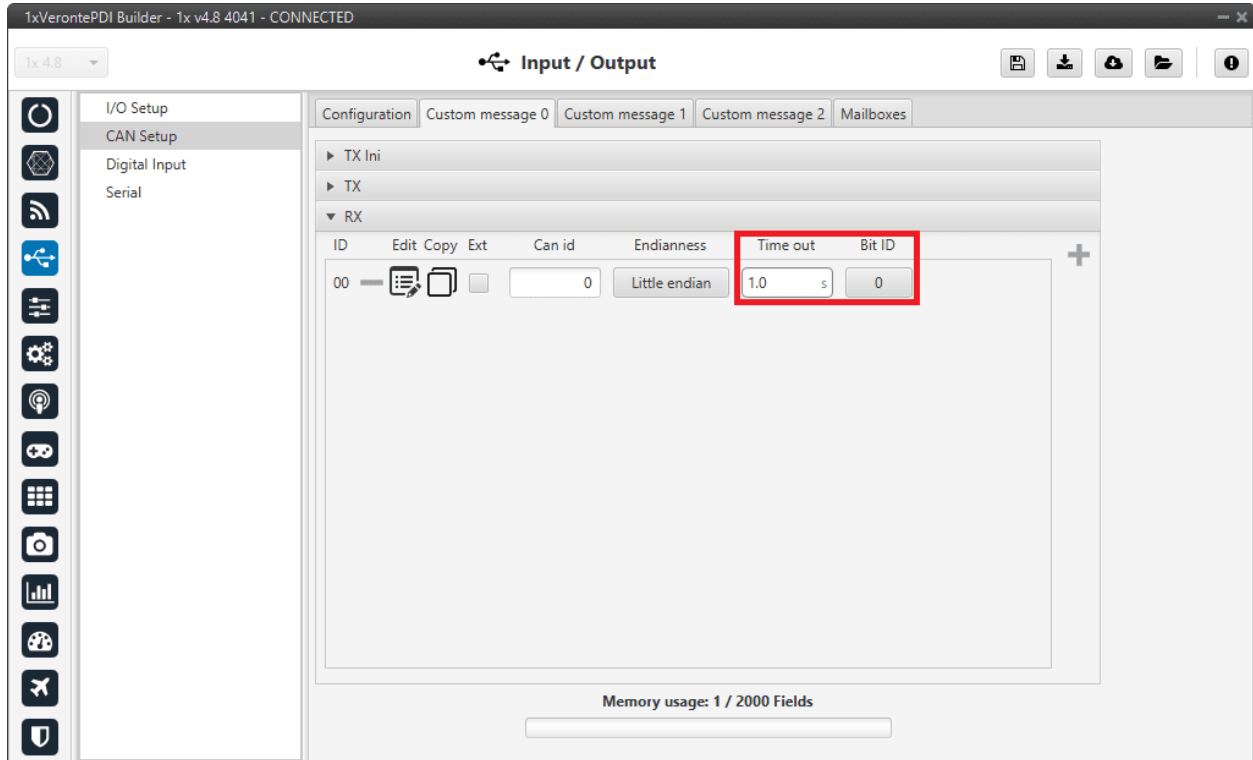 1xVerontePDI Builder - 1x v4.8 4041 - CONNECTED
1x 4.8
Input / Output
I/O Setup
CAN Setup
Digital Input
Serial
Configuration Custom message 0 Custom message 1 Custom message 2 Mailboxes
TX Ini
TX
RX
ID Edit Copy Ext Can id Endianness Time out Bit ID
00 0 Little endian 1.0 s 0
Memory usage: 1 / 2000 Fields